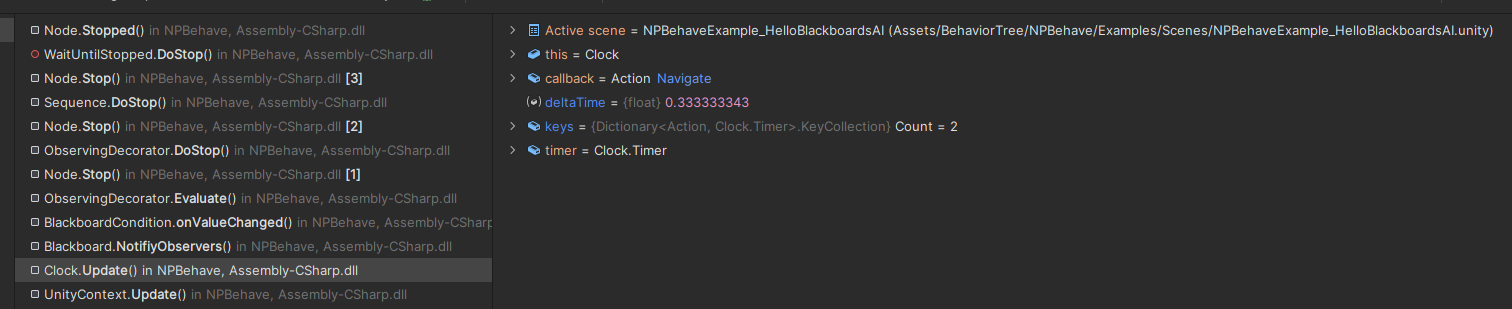 Node.Stopped() in NPBehave, Assembly-CSharp.dll
WaitUntilStopped.DoStop() in NPBehave, Assembly-CSharp.dll
Node.Stop() in NPBehave, Assembly-CSharp.dll [3]
Sequence.DoStop() in NPBehave, Assembly-CSharp.dll
Node.Stop() in NPBehave, Assembly-CSharp.dll [2]
ObservingDecorator.DoStop() in NPBehave, Assembly-CSharp.dll
Node.Stop() in NPBehave, Assembly-CSharp.dll [1]
ObservingDecorator.Evaluate() in NPBehave, Assembly-CSharp.dll
BlackboardCondition.onValueChanged() in NPBehave, Assembly-CSharp
Blackboard.NotifiyObservers() in NPBehave, Assembly-CSharp.dll
Clock.Update() in NPBehave, Assembly-CSharp.dll
UnityContext.Update() in NPBehave, Assembly-CSharp.dll
Active scene = NPBehaveExample_HelloBlackboardsAI (Assets/BehaviorTree/NPBehave/Examples/Scenes/NPBehaveExample_HelloBlackboardsAI.unity)
this = Clock
callback = Action Navigate
deltaTime = {float} 0.333333343
keys = {Dictionary<Action, Clock.Timer>.KeyCollection} Count = 2
timer = Clock.Timer